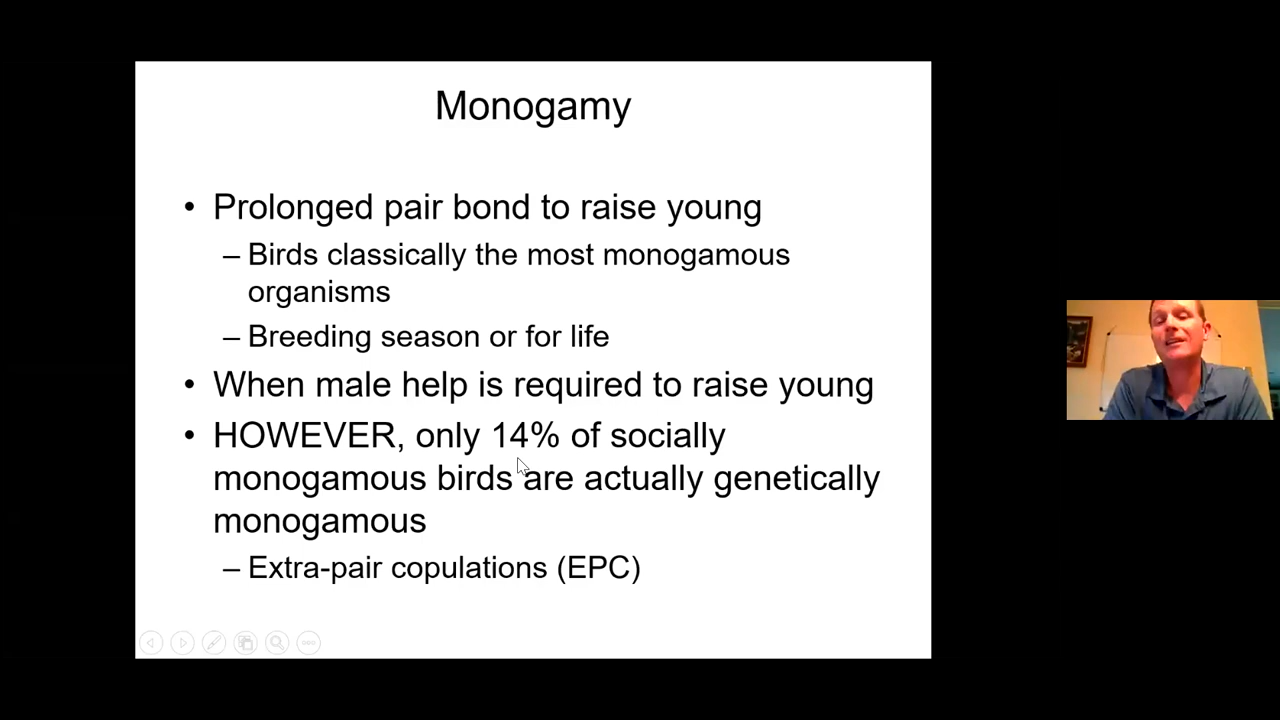 Monogamy
• Prolonged pair bond to raise young
– Birds classically the most monogamous
organisms
– Breeding season or for life
• When male help is required to raise young
• HOWEVER, only 14% of socially
monogamous birds are actually genetically
monogamous
– Extra-pair copulations (EPC)